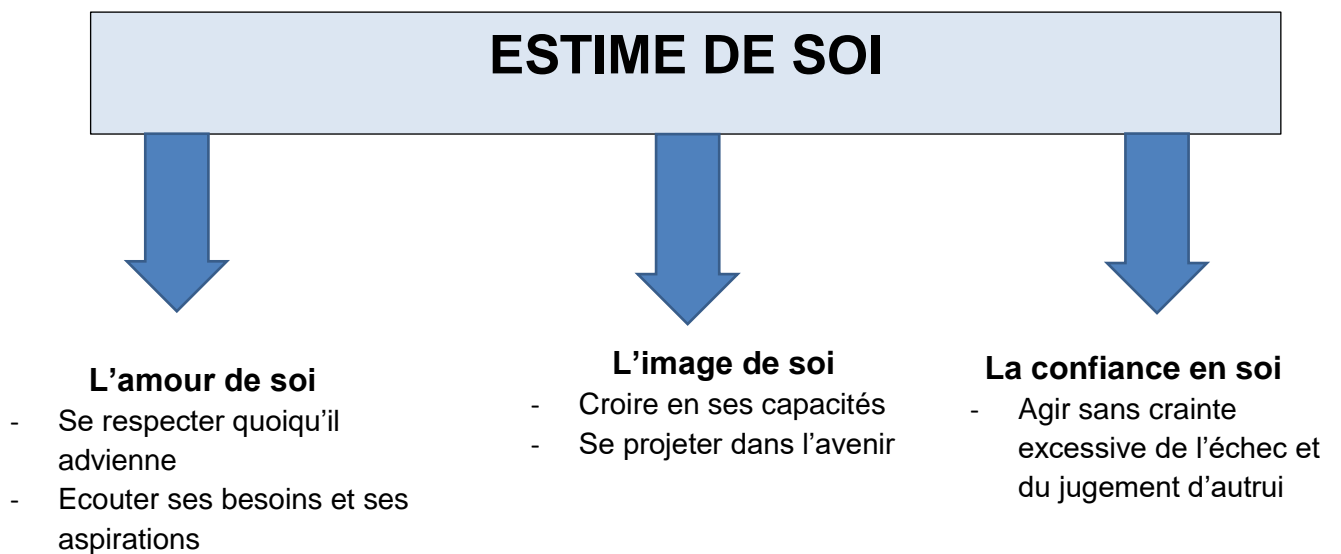 ESTIME DE SOI
L’amour de soi
- Se respecter quoiqu’il
advienne
- Ecouter ses besoins et ses
aspirations
L’image de soi
- Croire en ses capacités
- Se projeter dans l’avenir
La confiance en soi
- Agir sans crainte
excessive de l’échec et
du jugement d’autrui